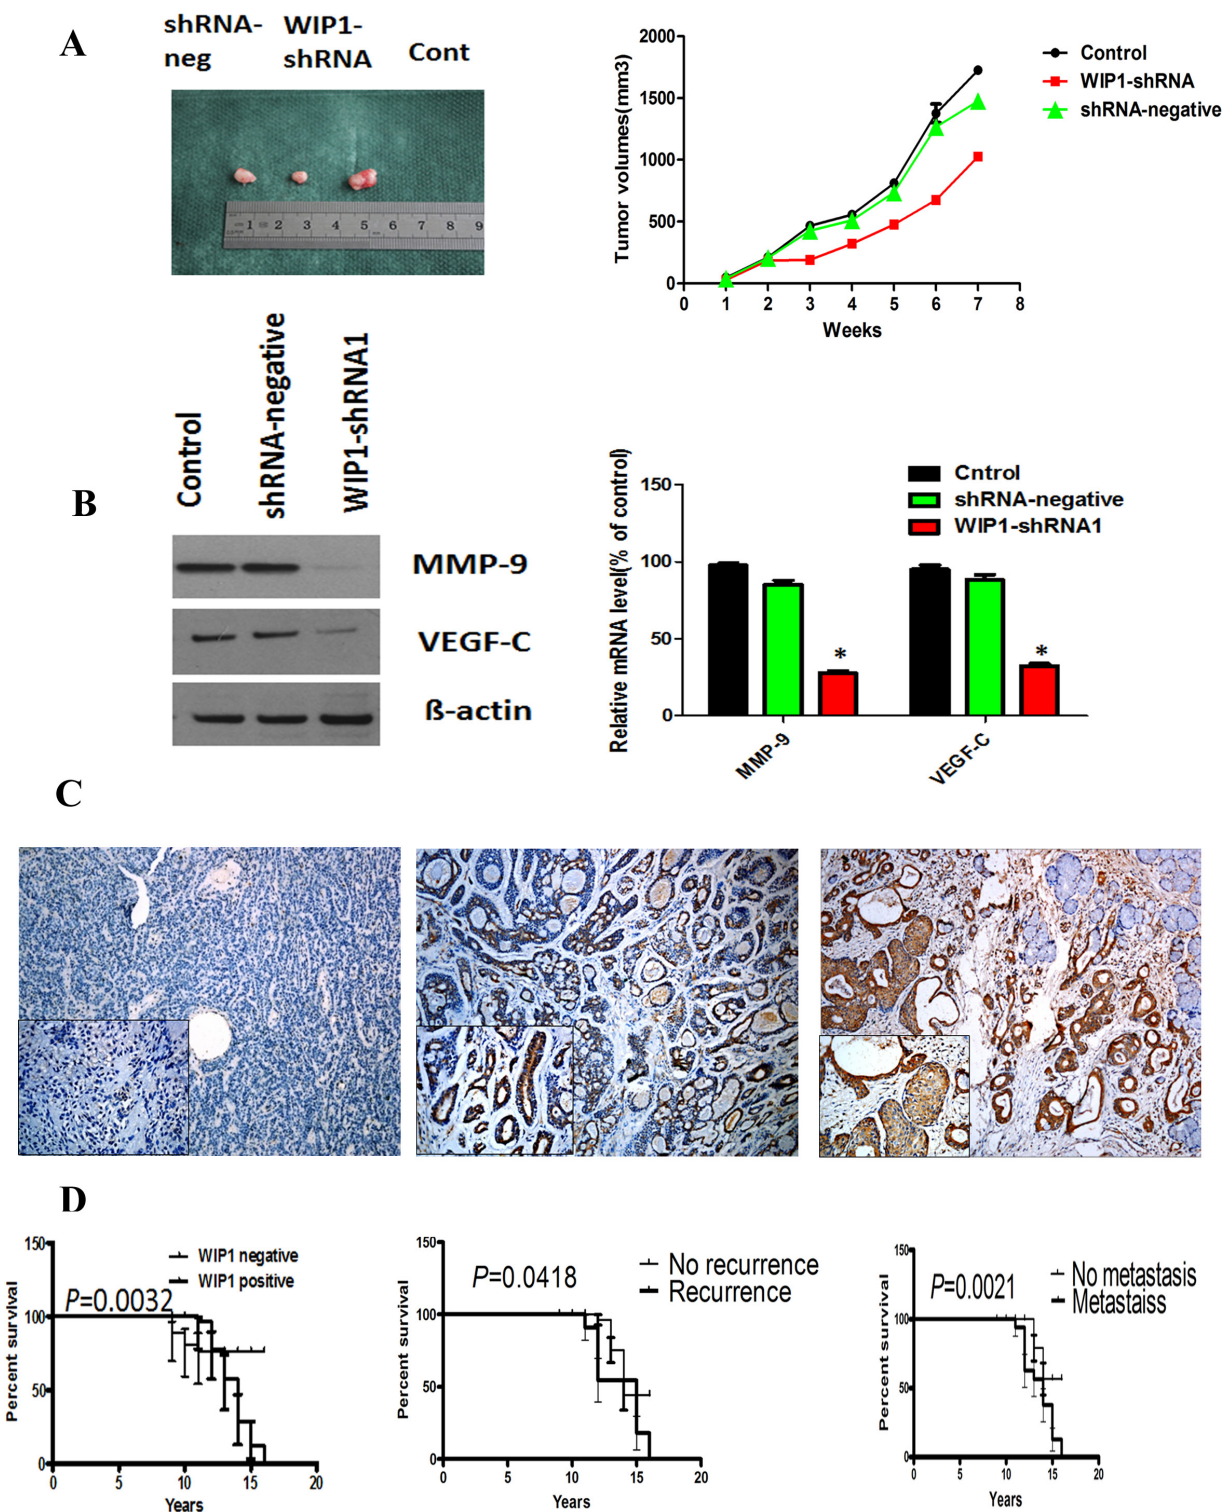 A
shRNA-
neg
WIP1-
shRNA
Cont
1 2 3 4 5 6 7 8 9
Tumor volumes(mm3)
2000
1500
1000
500
0
0 1 2 3 4 5 6 7 8
Weeks
Control
WIP1-shRNA
shRNA-negative
B
Control
shRNA-negative
WIP1-shRNA1
MMP-9
VEGF-C
ß-actin
Relative mRNA level(% of control)
150
100
50
0
Cntrol
shRNA-negative
WIP1-shRNA1
*
*
MMP-9
VEGF-C
C
D
Percent survival
150
100
50
0
P=0.0032
WIP1 negative
WIP1 positive
0 5 10 15 20
Years
Percent survival
150
100
50
0
P=0.0418
No recurrence
Recurrence
0 5 10 15 20
Years
Percent survival
150
100
50
0
P=0.0021
No metastasis
Metastaiss
0 5 10 15 20
Years